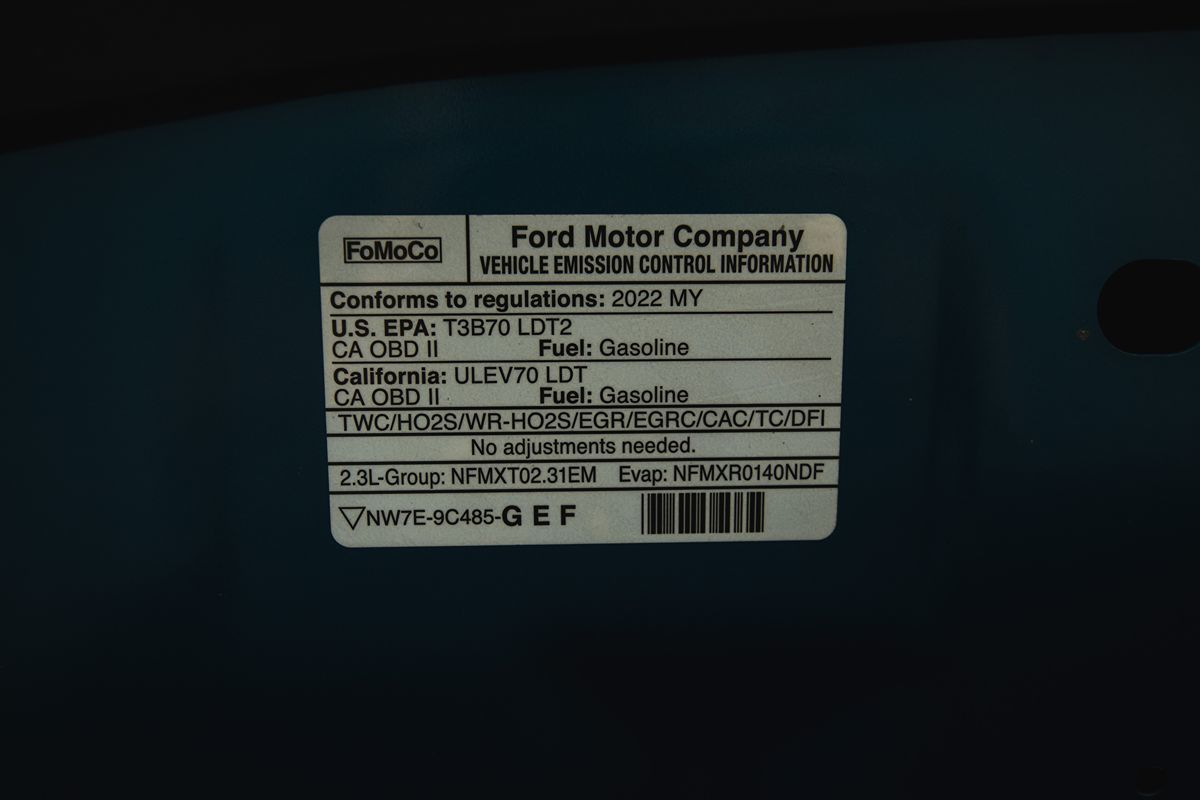 FoMoCo
Ford Motor Company
VEHICLE EMISSION CONTROL INFORMATION
Conforms to regulations: 2022 MY
U.S. EPA: T3B70 LDT2
CA OBD II Fuel: Gasoline
California: ULEV70 LDT
CA OBD II Fuel: Gasoline
TWC/HO2S/WR-HO2S/EGR/EGRC/CAC/TC/DFI
No adjustments needed.
2.3L-Group: NFMXT02.31EM Evap: NFMXR0140NDF
NW7E-9C485-G E F